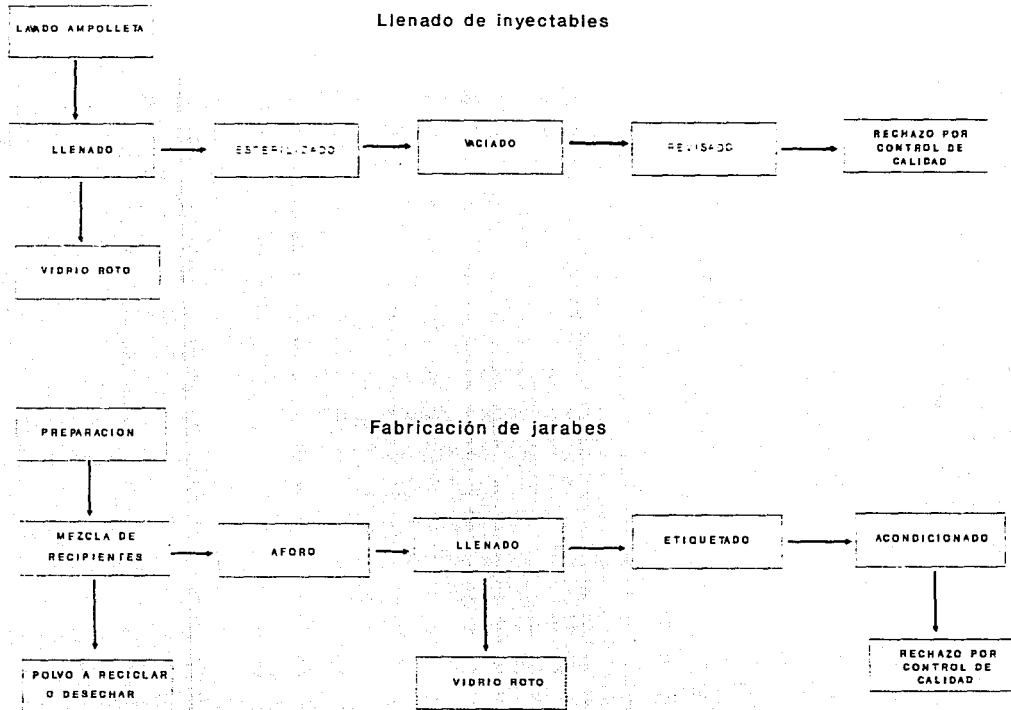 Llenado de inyectables
LAVADO AMPOLLETA
LLENADO
ESTERILIZADO
VACIADO
REVISADO
RECHAZO POR
CONTROL DE
CALIDAD
VIDRIO ROTO
Fabricación de jarabes
PREPARACION
MEZCLA DE
RECIPIENTES
AFORO
LLENADO
ETIQUETADO
ACONDICIONADO
POLVO A RECICLAR
O DESECHAR
VIDRIO ROTO
RECHAZO POR
CONTROL DE
CALIDAD